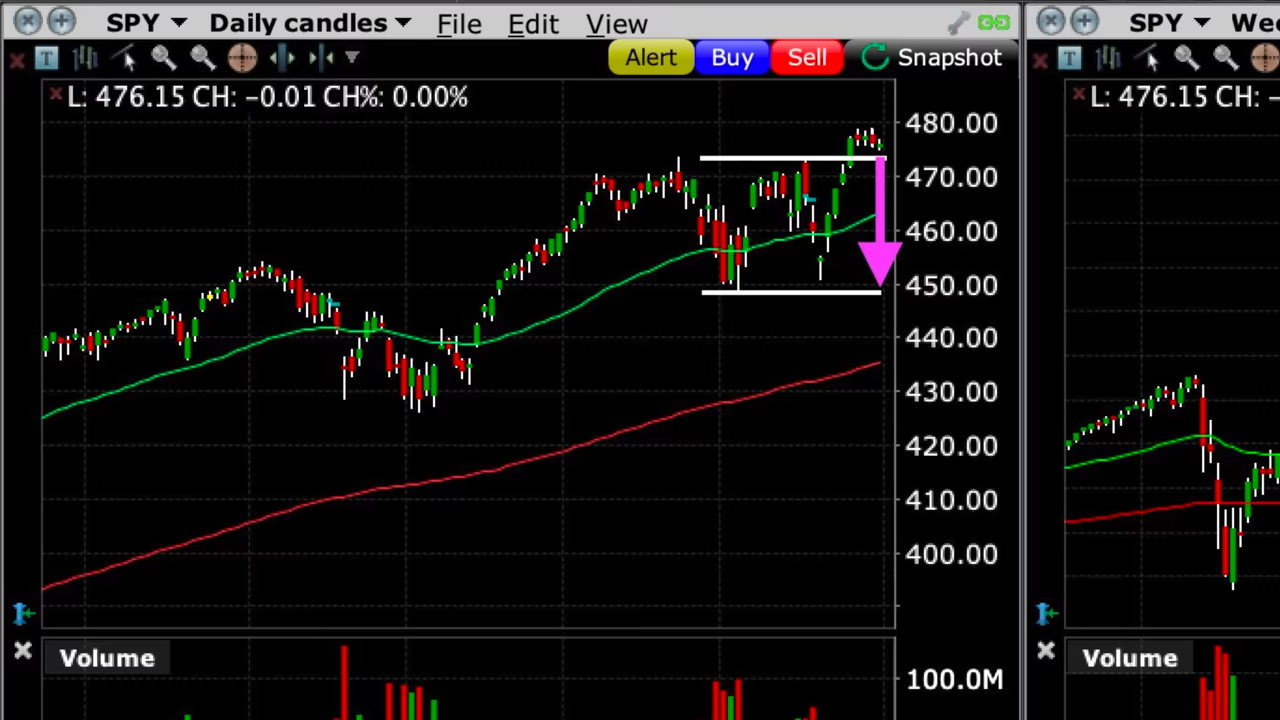 SPY Daily candles File Edit View
T Alert Buy Sell Snapshot
L: 476.15 CH: -0.01 CH%: 0.00%
480.00
470.00
460.00
450.00
440.00
430.00
420.00
410.00
400.00
Volume
100.0M
SPY Wee
T
L: 476.15 CH: -
Volume